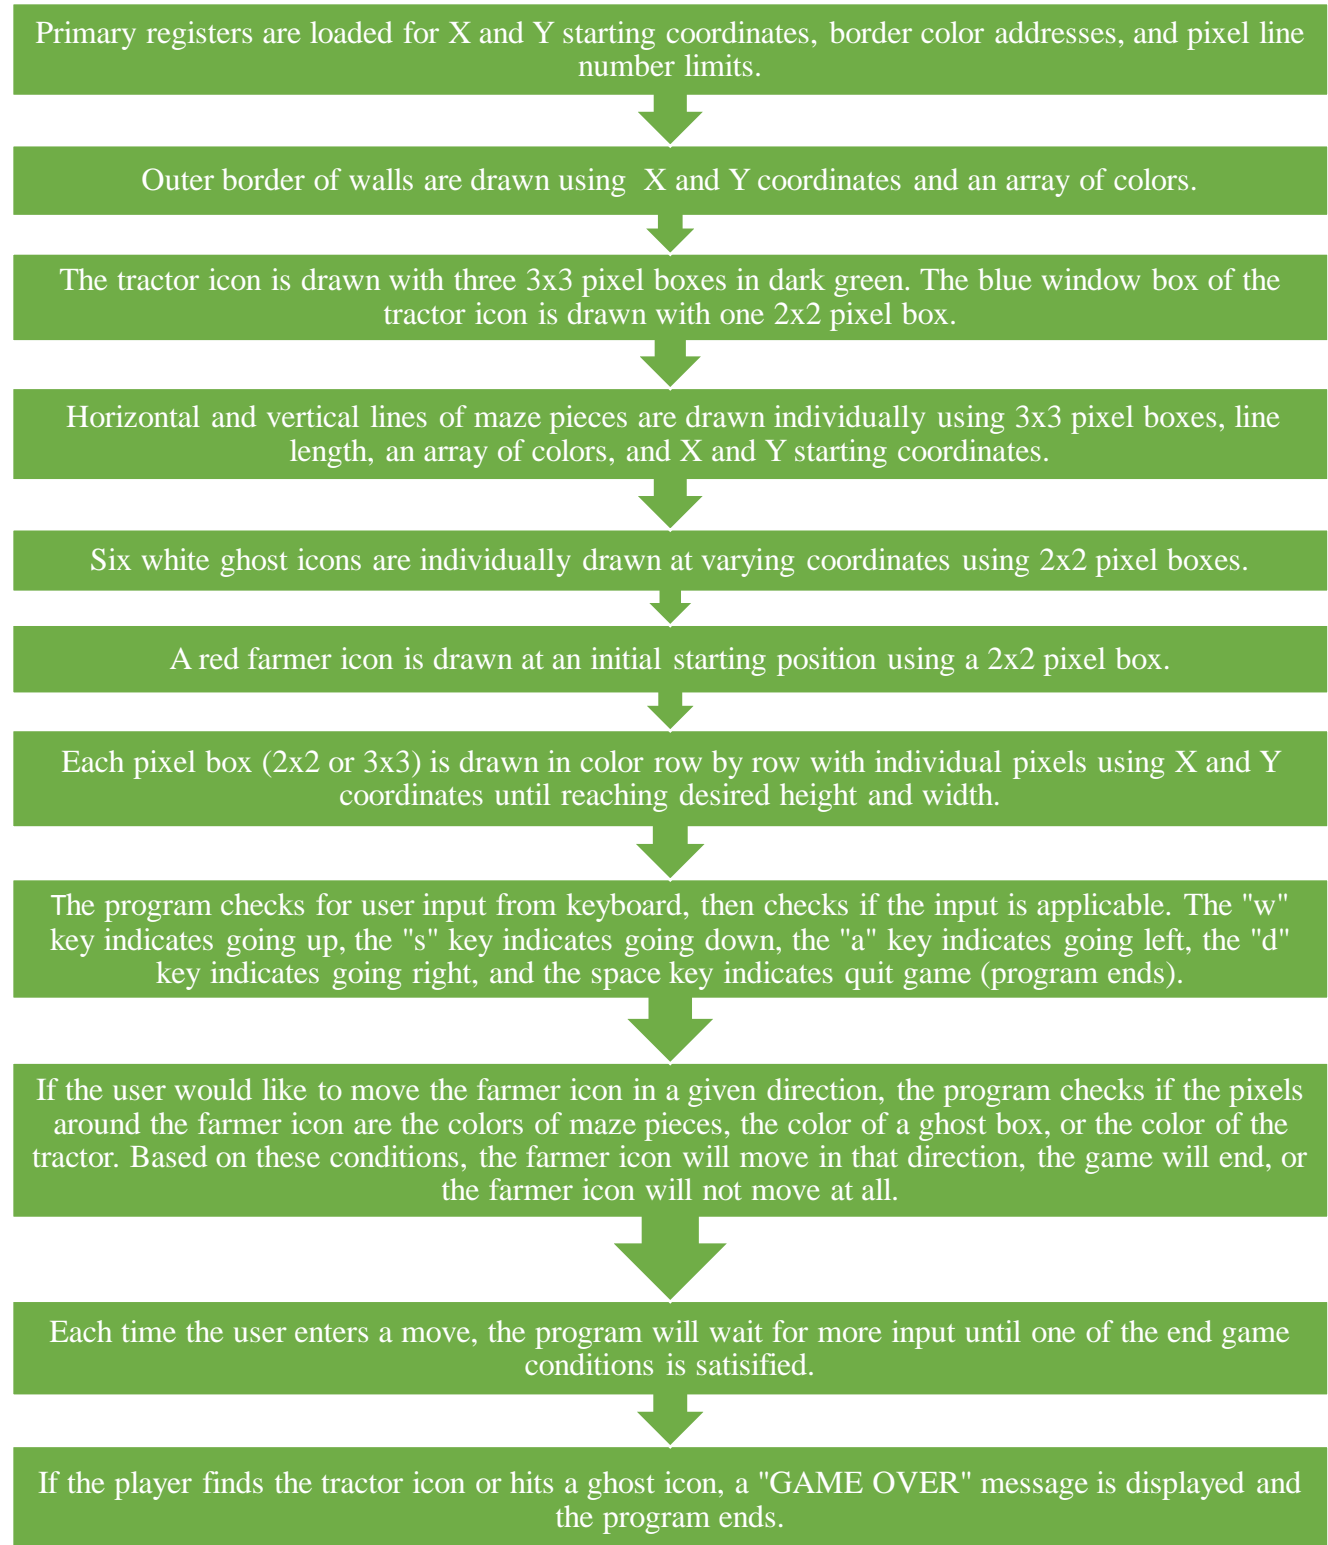 Primary registers are loaded for X and Y starting coordinates, border color addresses, and pixel line
number limits.
Outer border of walls are drawn using X and Y coordinates and an array of colors.
The tractor icon is drawn with three 3x3 pixel boxes in dark green. The blue window box of the
tractor icon is drawn with one 2x2 pixel box.
Horizontal and vertical lines of maze pieces are drawn individually using 3x3 pixel boxes, line
length, an array of colors, and X and Y starting coordinates.
Six white ghost icons are individually drawn at varying coordinates using 2x2 pixel boxes.
A red farmer icon is drawn at an initial starting position using a 2x2 pixel box.
Each pixel box (2x2 or 3x3) is drawn in color row by row with individual pixels using X and Y
coordinates until reaching desired height and width.
The program checks for user input from keyboard, then checks if the input is applicable. The "w"
key indicates going up, the "s" key indicates going down, the "a" key indicates going left, the "d"
key indicates going right, and the space key indicates quit game (program ends).
If the user would like to move the farmer icon in a given direction, the program checks if the pixels
around the farmer icon are the colors of maze pieces, the color of a ghost box, or the color of the
tractor. Based on these conditions, the farmer icon will move in that direction, the game will end, or
the farmer icon will not move at all.
Each time the user enters a move, the program will wait for more input until one of the end game
conditions is satisified.
If the player finds the tractor icon or hits a ghost icon, a "GAME OVER" message is displayed and
the program ends.